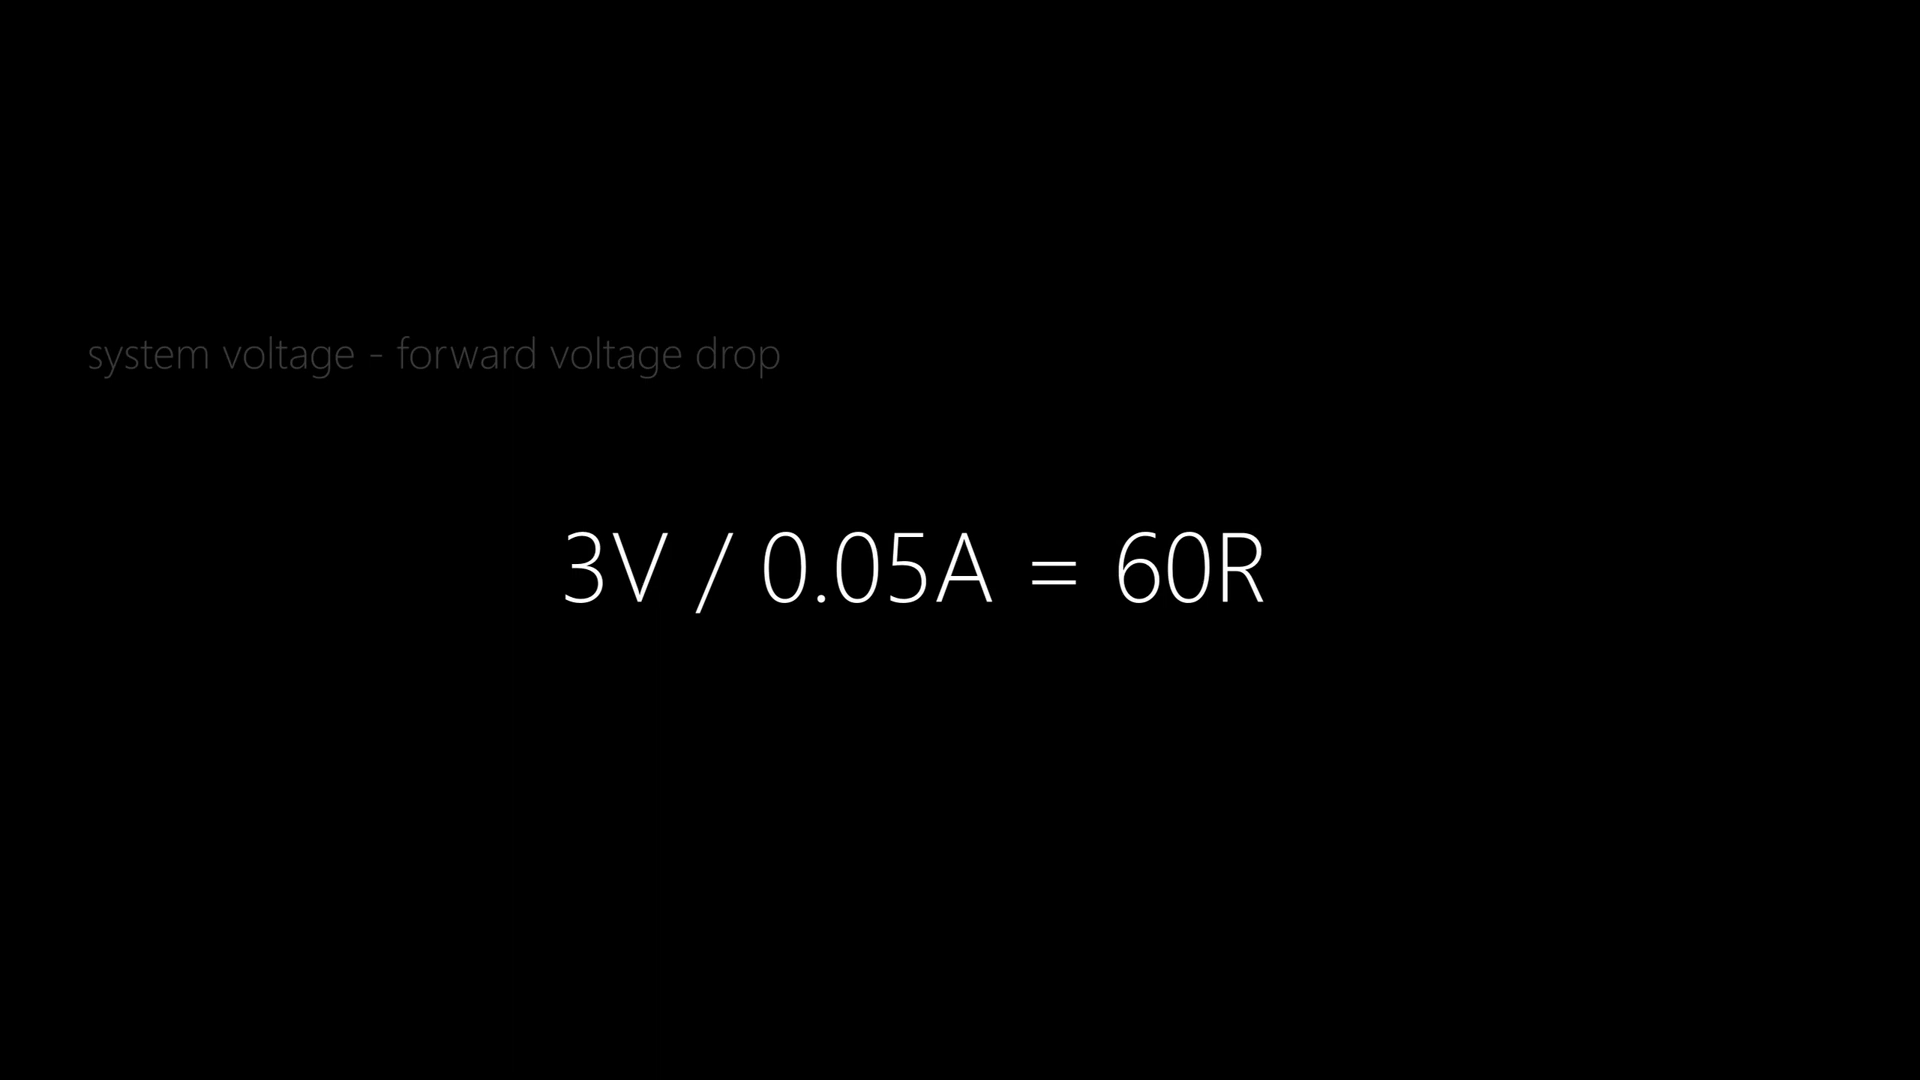 system voltage - forward voltage drop
3V / 0.05A = 60R